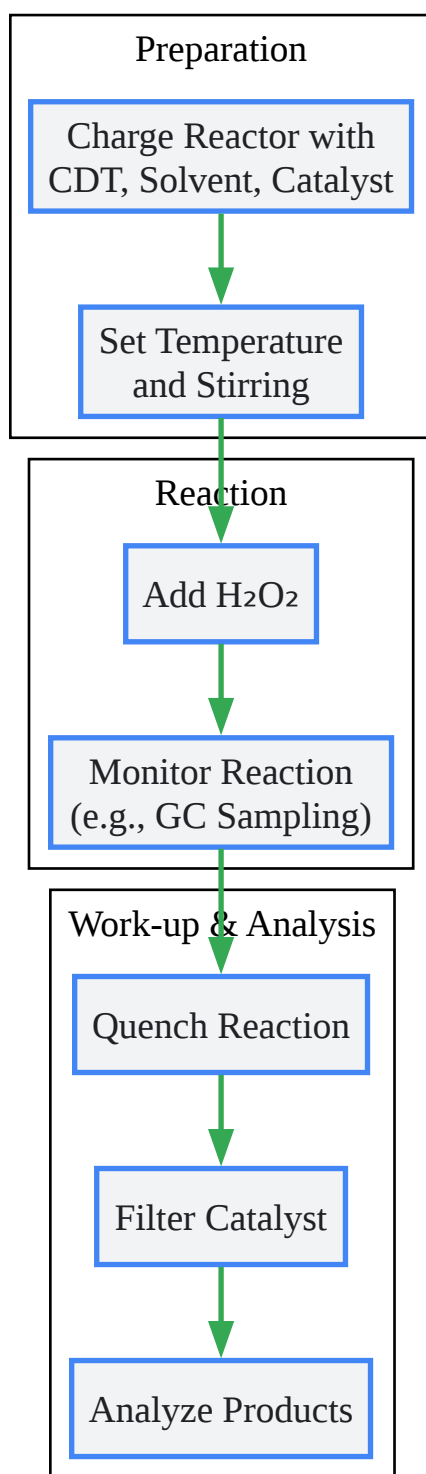 Preparation
Charge Reactor with
CDT, Solvent, Catalyst
Set Temperature
and Stirring
Reaction
Add H₂O₂
Monitor Reaction
(e.g., GC Sampling)
Work-up & Analysis
Quench Reaction
Filter Catalyst
Analyze Products